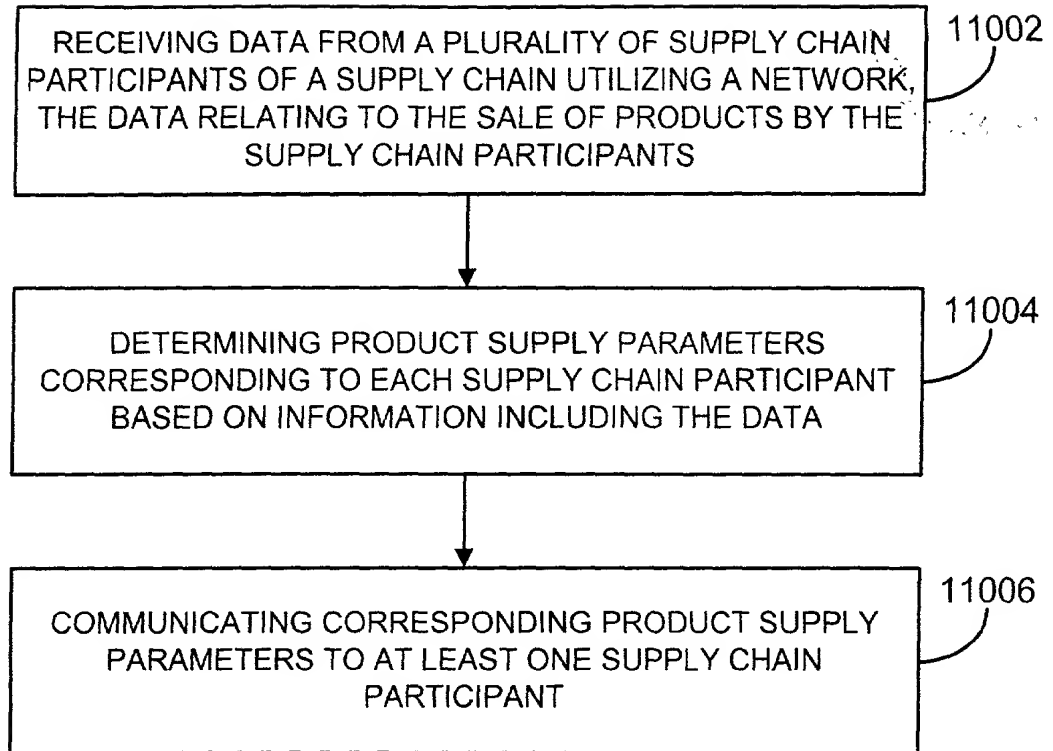 RECEIVING DATA FROM A PLURALITY OF SUPPLY CHAIN
PARTICIPANTS OF A SUPPLY CHAIN UTILIZING A NETWORK,
THE DATA RELATING TO THE SALE OF PRODUCTS BY THE
SUPPLY CHAIN PARTICIPANTS
11002
DETERMINING PRODUCT SUPPLY PARAMETERS
CORRESPONDING TO EACH SUPPLY CHAIN PARTICIPANT
BASED ON INFORMATION INCLUDING THE DATA
11004
COMMUNICATING CORRESPONDING PRODUCT SUPPLY
PARAMETERS TO AT LEAST ONE SUPPLY CHAIN
PARTICIPANT
11006